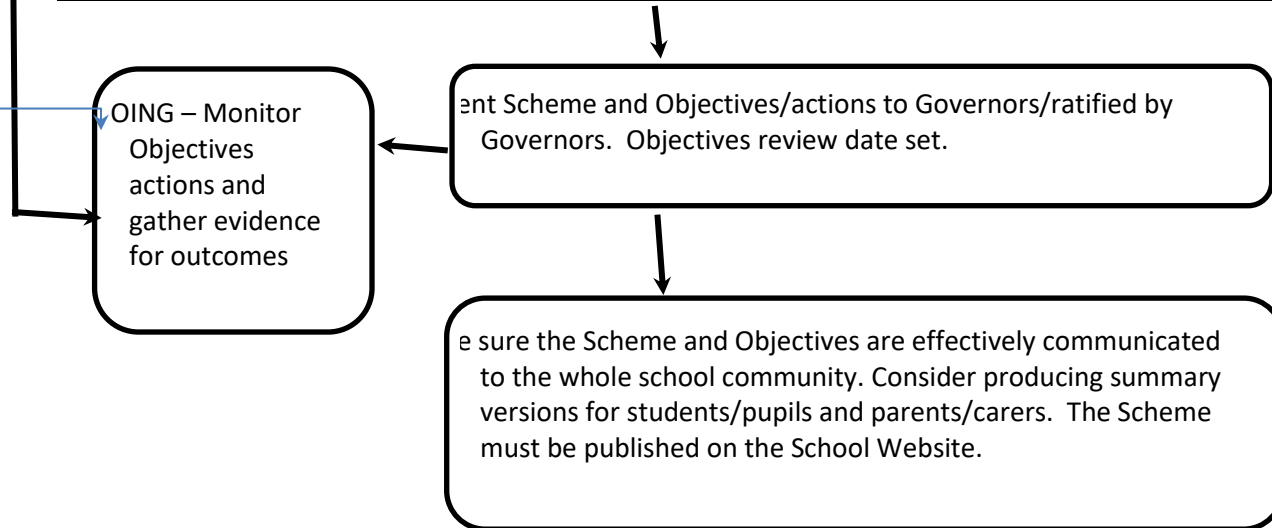 OING – Monitor
Objectives
actions and
gather evidence
for outcomes
ent Scheme and Objectives/actions to Governors/ratified by
Governors. Objectives review date set.
e sure the Scheme and Objectives are effectively communicated
to the whole school community. Consider producing summary
versions for students/pupils and parents/carers. The Scheme
must be published on the School Website.